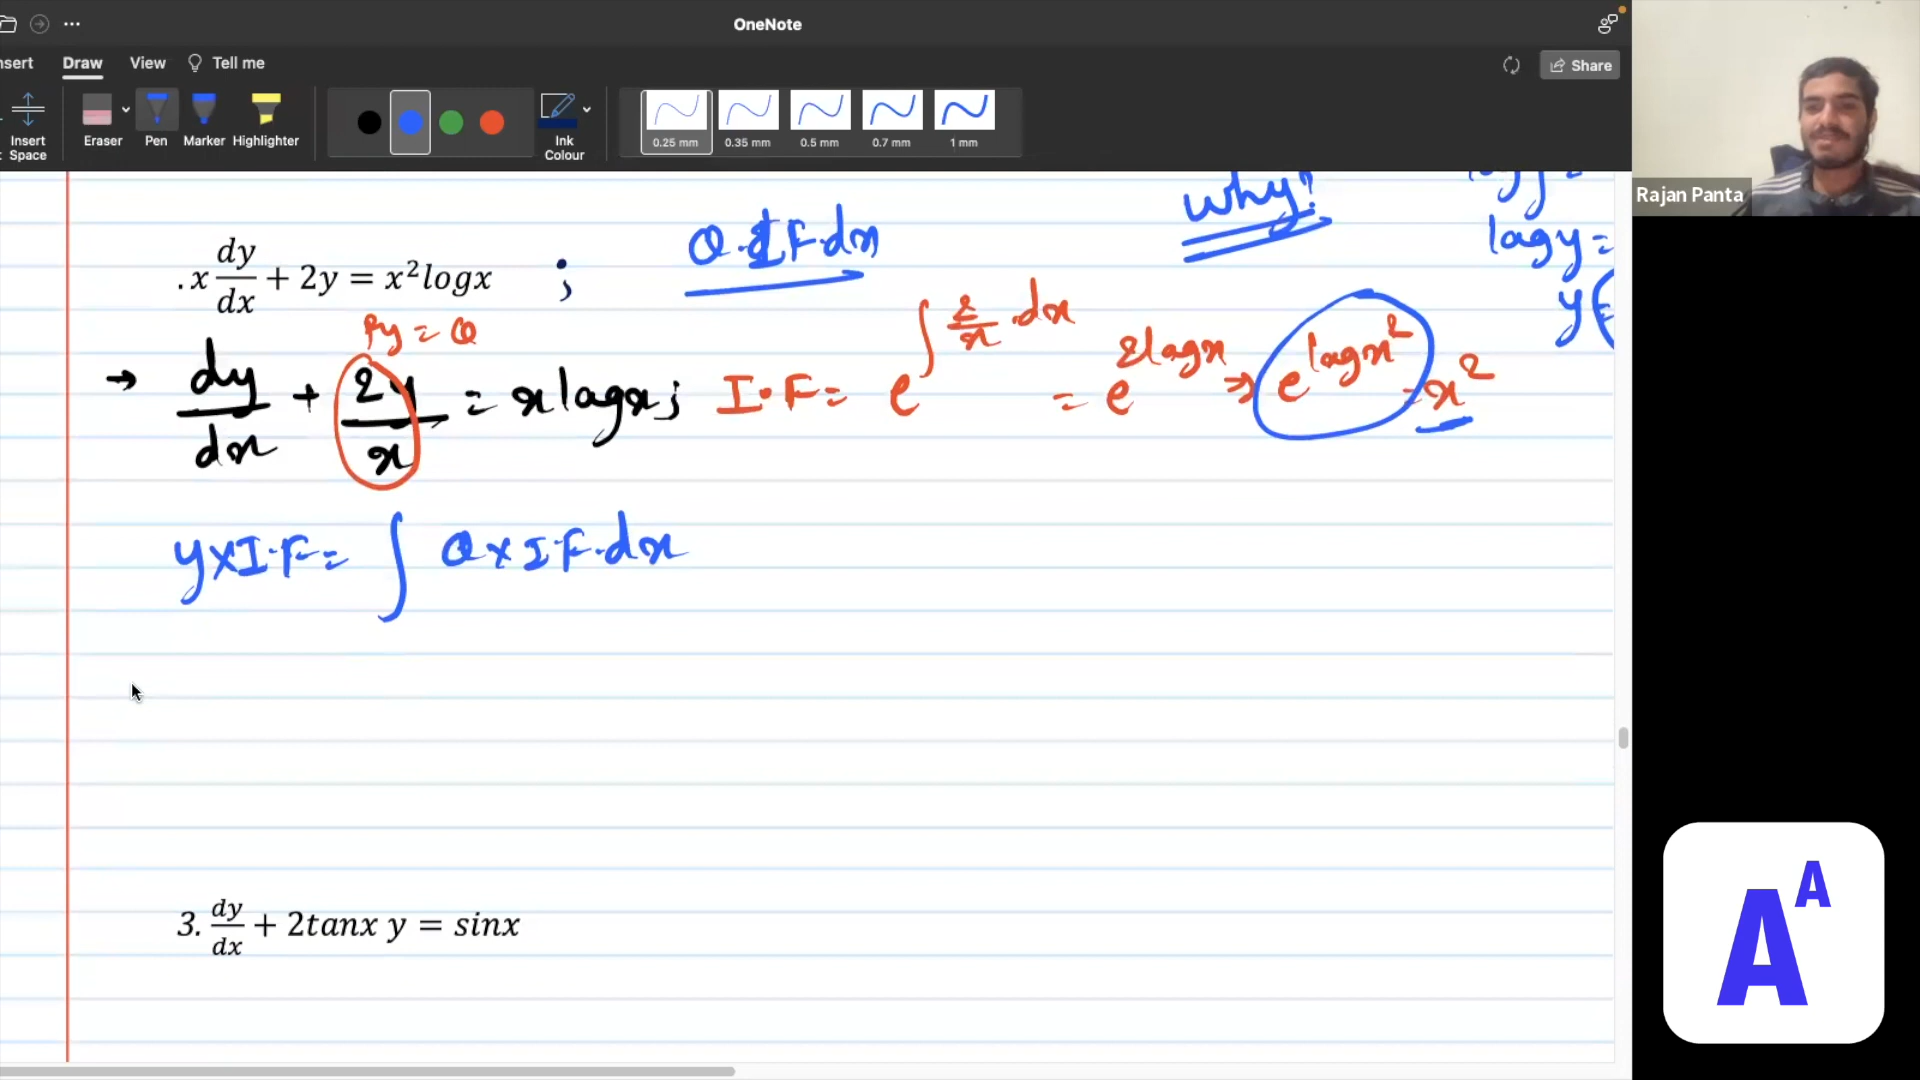 OneNote
nsert Draw View Tell me Share
Insert Space Eraser Pen Marker Highlighter Ink Colour 0.25 mm 0.35 mm 0.5 mm 0.7 mm 1 mm
Rajan Panta
why?
Q·I·F·dx
logy =
. x dy/dx + 2y = x²logx ;
y(
Py = Q
→ dy/dx + 2y/x = x logx; I·F = e^∫ 2/x ·dx = e^2logx ⇒ e^logx² = x²
y×I·F = ∫ Q×I·F·dx
3. dy/dx + 2tanx y = sinx
A^A